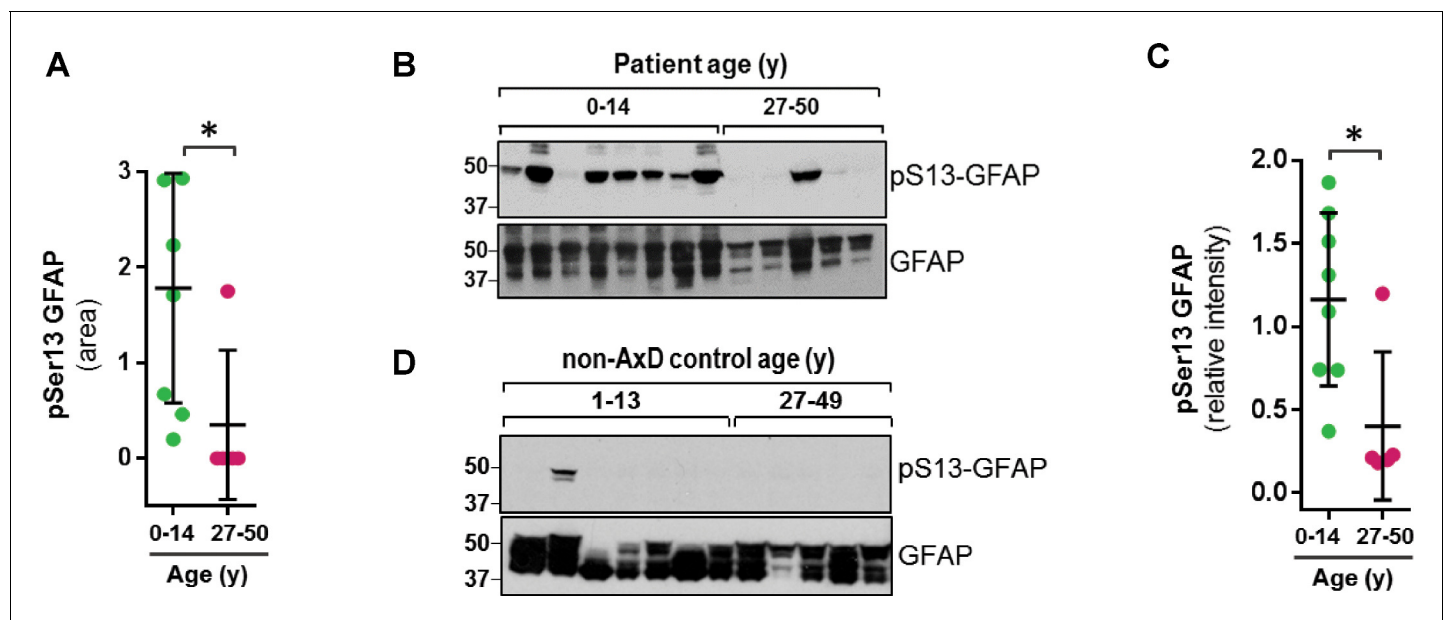 A
*
3
2
1
0
pSer13 GFAP
(area)
0-14 27-50
Age (y)
B
Patient age (y)
0-14 27-50
50
37
pS13-GFAP
50
37
GFAP
D
non-AxD control age (y)
1-13 27-49
50
37
pS13-GFAP
50
37
GFAP
C
*
2.0
1.5
1.0
0.5
0.0
pSer13 GFAP
(relative intensity)
0-14 27-50
Age (y)